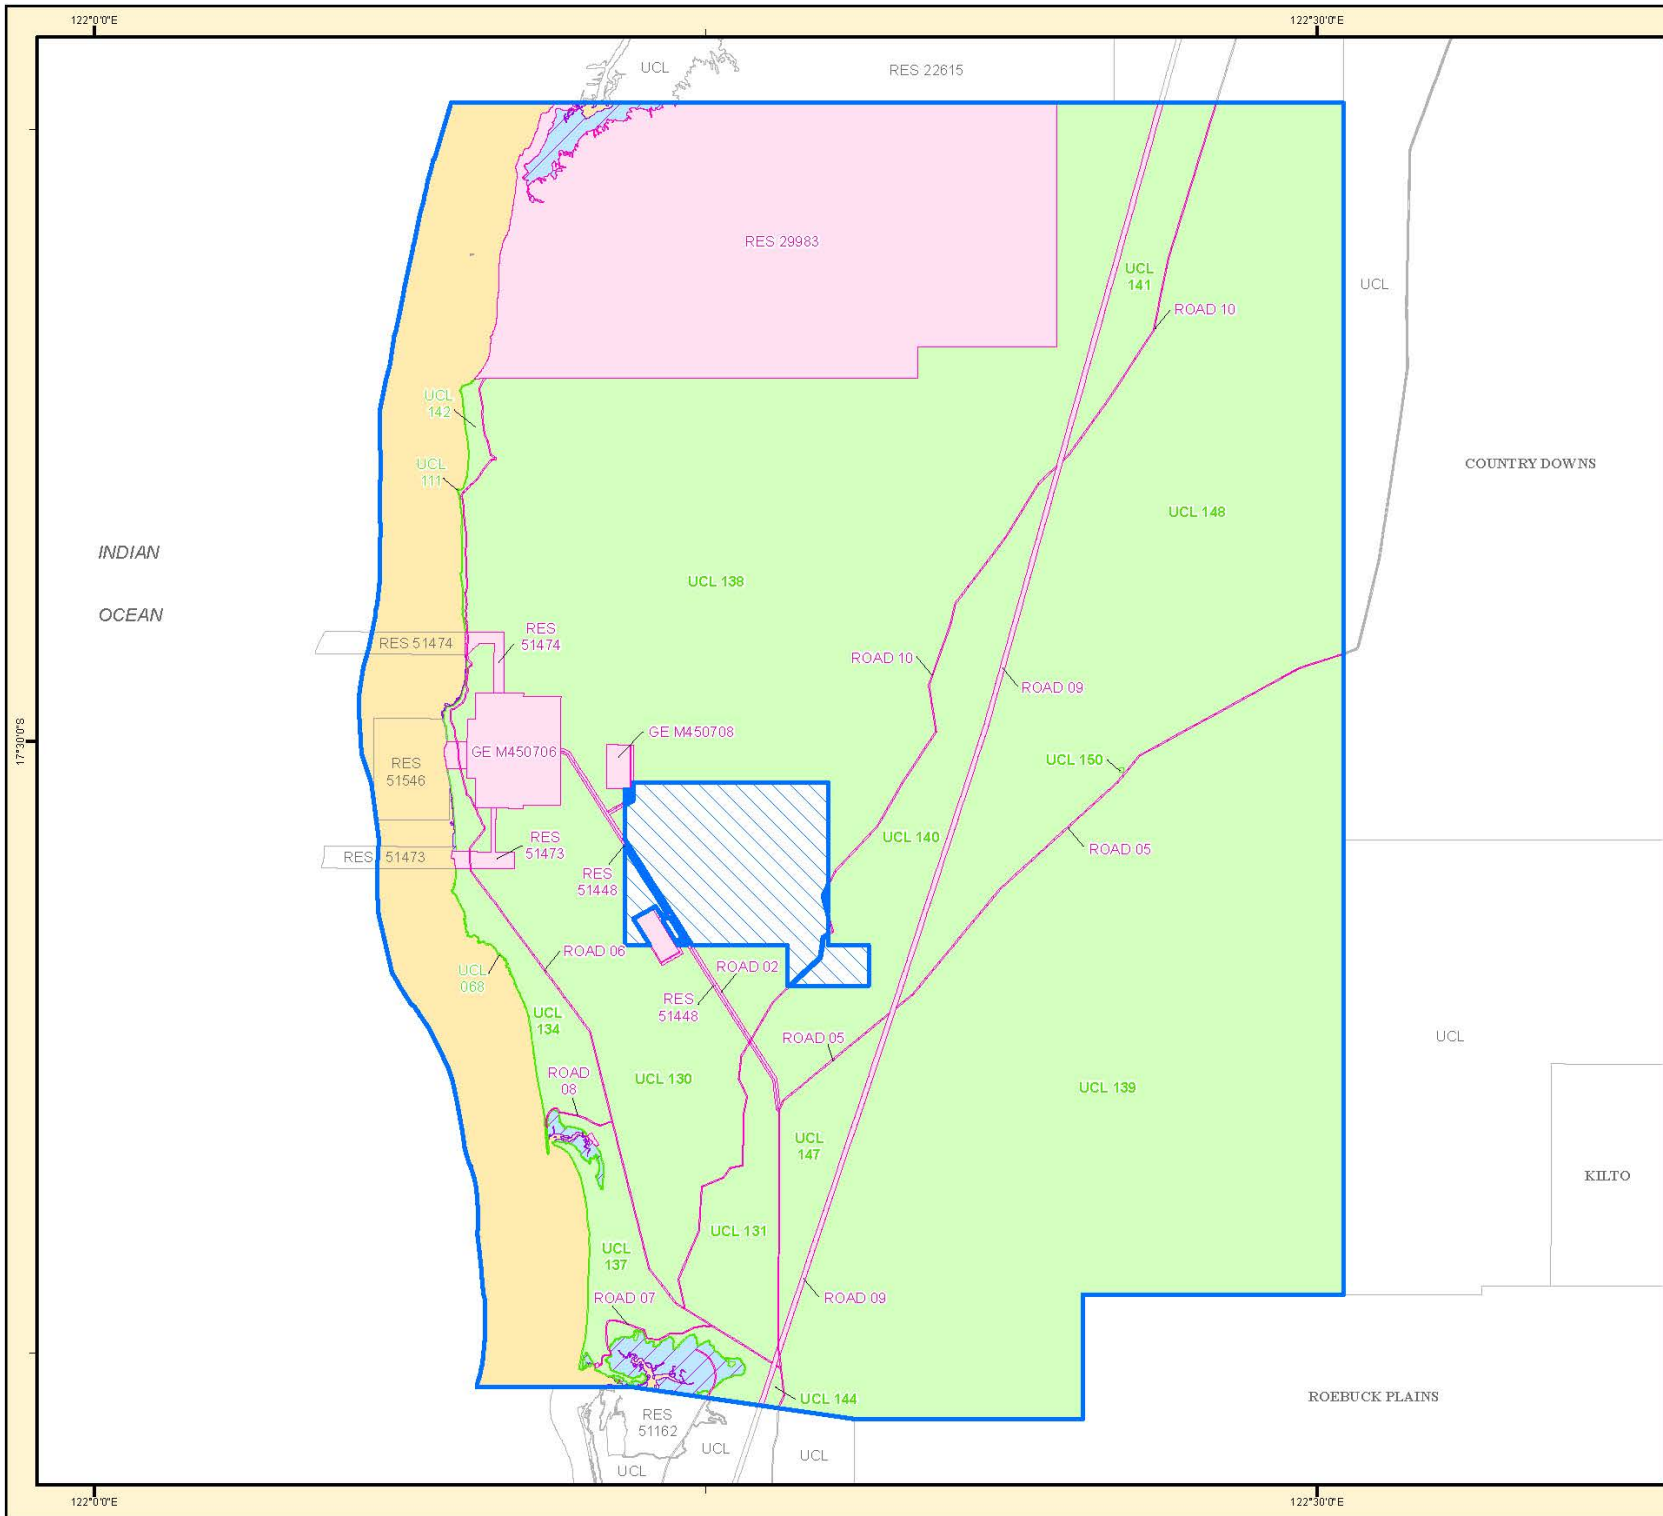 122°0'0"E
122°30'0"E
UCL
RES 22615
RES 29983
UCL
141
UCL
ROAD 10
UCL
142
UCL
111
COUNTRY DOWNS
UCL 148
INDIAN
OCEAN
UCL 138
RES 51474
RES
51474
ROAD 10
ROAD 09
17°30'0"S
GE M450708
GE M450706
RES
51546
UCL 150
UCL 140
ROAD 05
RES 51473
RES
51473
RES
51448
ROAD 06
UCL
068
ROAD 02
RES
51448
UCL
134
ROAD 05
UCL
UCL 130
ROAD
08
UCL 139
UCL
147
KILTO
UCL 131
UCL
137
ROAD 07
ROAD 09
UCL 144
ROEBUCK PLAINS
RES
51162
UCL
UCL
UCL
122°0'0"E
122°30'0"E